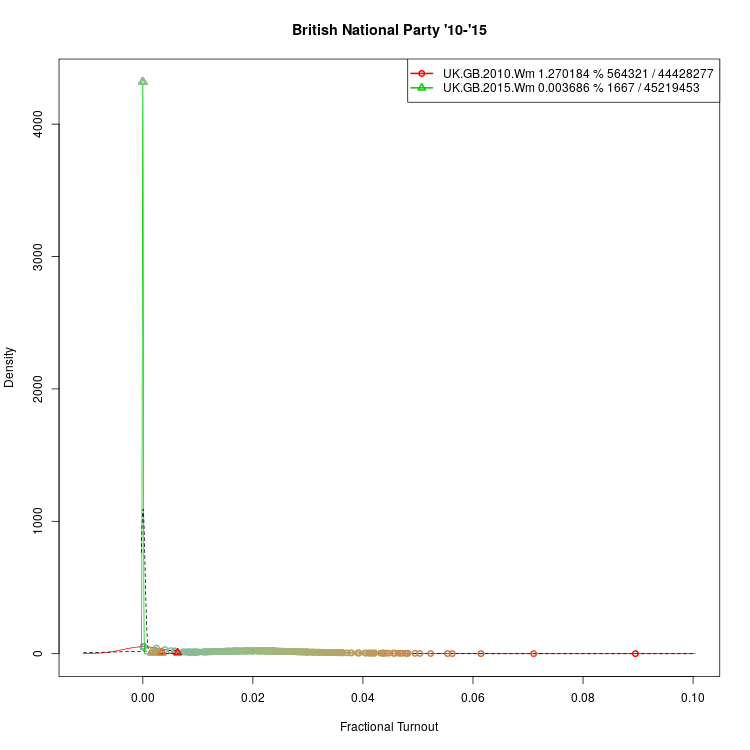 British National Party '10-'15
UK.GB.2010.Wm 1.270184 % 564321 / 44428277
UK.GB.2015.Wm 0.003686 % 1667 / 45219453
Density
4000
3000
2000
1000
0
0.00 0.02 0.04 0.06 0.08 0.10
Fractional Turnout